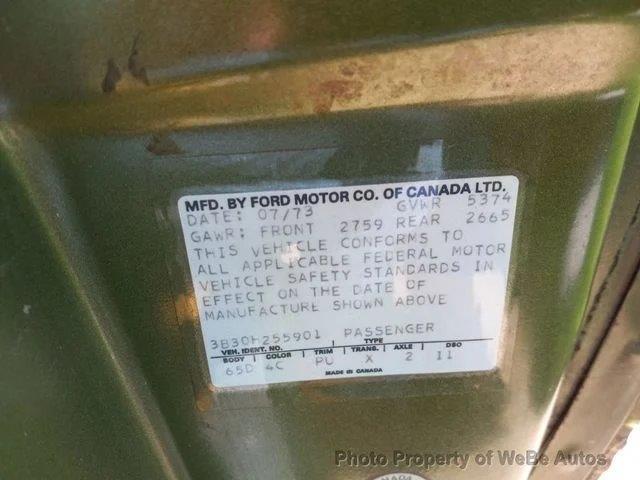 MFD. BY FORD MOTOR CO. OF CANADA LTD.
DATE: 07/73 GVWR 5374
GAWR: FRONT 2759 REAR 2665
THIS VEHICLE CONFORMS TO
ALL APPLICABLE FEDERAL MOTOR
VEHICLE SAFETY STANDARDS IN
EFFECT ON THE DATE OF
MANUFACTURE SHOWN ABOVE
3B30H255901 PASSENGER
VEH. IDENT. NO. TYPE
BODY COLOR TRIM TRANS. AXLE DSO
65D 4C PU X 2 II
MADE IN CANADA
CANADA
Photo Property of WeBe Autos